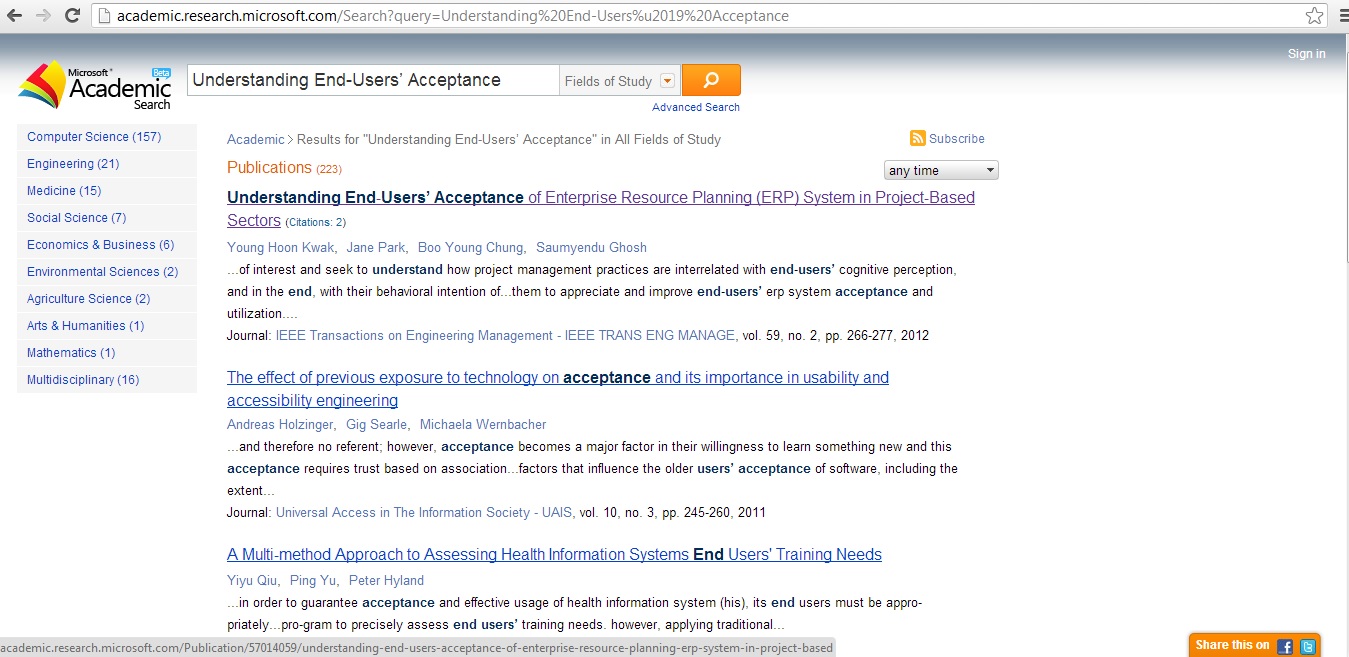 academic.research.microsoft.com/Search?query=Understanding%20End-Users%u2019%20Acceptance
Sign in
Microsoft® Academic Beta
Search
Understanding End-Users’ Acceptance
Fields of Study
Advanced Search
Computer Science (157)
Engineering (21)
Medicine (15)
Social Science (7)
Economics & Business (6)
Environmental Sciences (2)
Agriculture Science (2)
Arts & Humanities (1)
Mathematics (1)
Multidisciplinary (16)
Academic > Results for "Understanding End-Users’ Acceptance" in All Fields of Study
Subscribe
Publications (223)
any time
Understanding End-Users’ Acceptance of Enterprise Resource Planning (ERP) System in Project-Based
Sectors (Citations: 2)
Young Hoon Kwak, Jane Park, Boo Young Chung, Saumyendu Ghosh
...of interest and seek to understand how project management practices are interrelated with end-users’ cognitive perception,
and in the end, with their behavioral intention of...them to appreciate and improve end-users’ erp system acceptance and
utilization....
Journal: IEEE Transactions on Engineering Management - IEEE TRANS ENG MANAGE, vol. 59, no. 2, pp. 266-277, 2012
The effect of previous exposure to technology on acceptance and its importance in usability and
accessibility engineering
Andreas Holzinger, Gig Searle, Michaela Wernbacher
...and therefore no referent; however, acceptance becomes a major factor in their willingness to learn something new and this
acceptance requires trust based on association...factors that influence the older users’ acceptance of software, including the
extent...
Journal: Universal Access in The Information Society - UAIS, vol. 10, no. 3, pp. 245-260, 2011
A Multi-method Approach to Assessing Health Information Systems End Users' Training Needs
Yiyu Qiu, Ping Yu, Peter Hyland
...in order to guarantee acceptance and effective usage of health information system (his), its end users must be appro-
priately...pro-gram to precisely assess end users’ training needs. however, applying traditional...
academic.research.microsoft.com/Publication/57014059/understanding-end-users-acceptance-of-enterprise-resource-planning-erp-system-in-project-based
Share this on